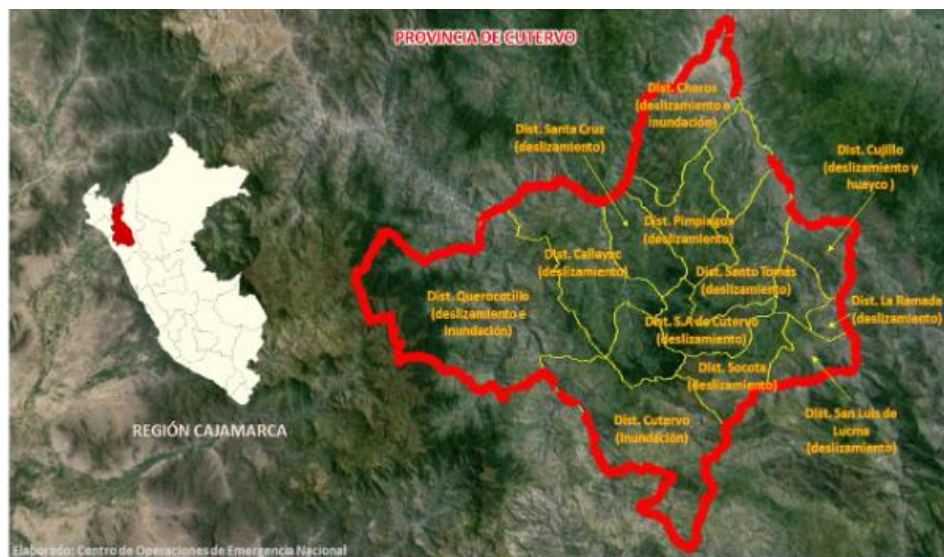 PROVINCIA DE CUTERVO
Dist. Choros
(deslizamiento e
inundación)
Dist. Santa Cruz
(deslizamiento)
Dist. Cujillo
(deslizamiento y
huayco )
Dist. Pimpingos
(deslizamiento)
Dist. Callayuc
(deslizamiento)
Dist. Santo Tomás
(deslizamiento)
Dist. Querocotillo
(deslizamiento e
inundación)
Dist. La Ramada
(deslizamiento)
Dist. S.A de Cutervo
(deslizamiento)
Dist. Socota
(deslizamiento)
Dist. San Luis de
Lucma
(deslizamiento)
Dist. Cutervo
(inundación)
REGIÓN CAJAMARCA
Elaborado: Centro de Operaciones de Emergencia Nacional